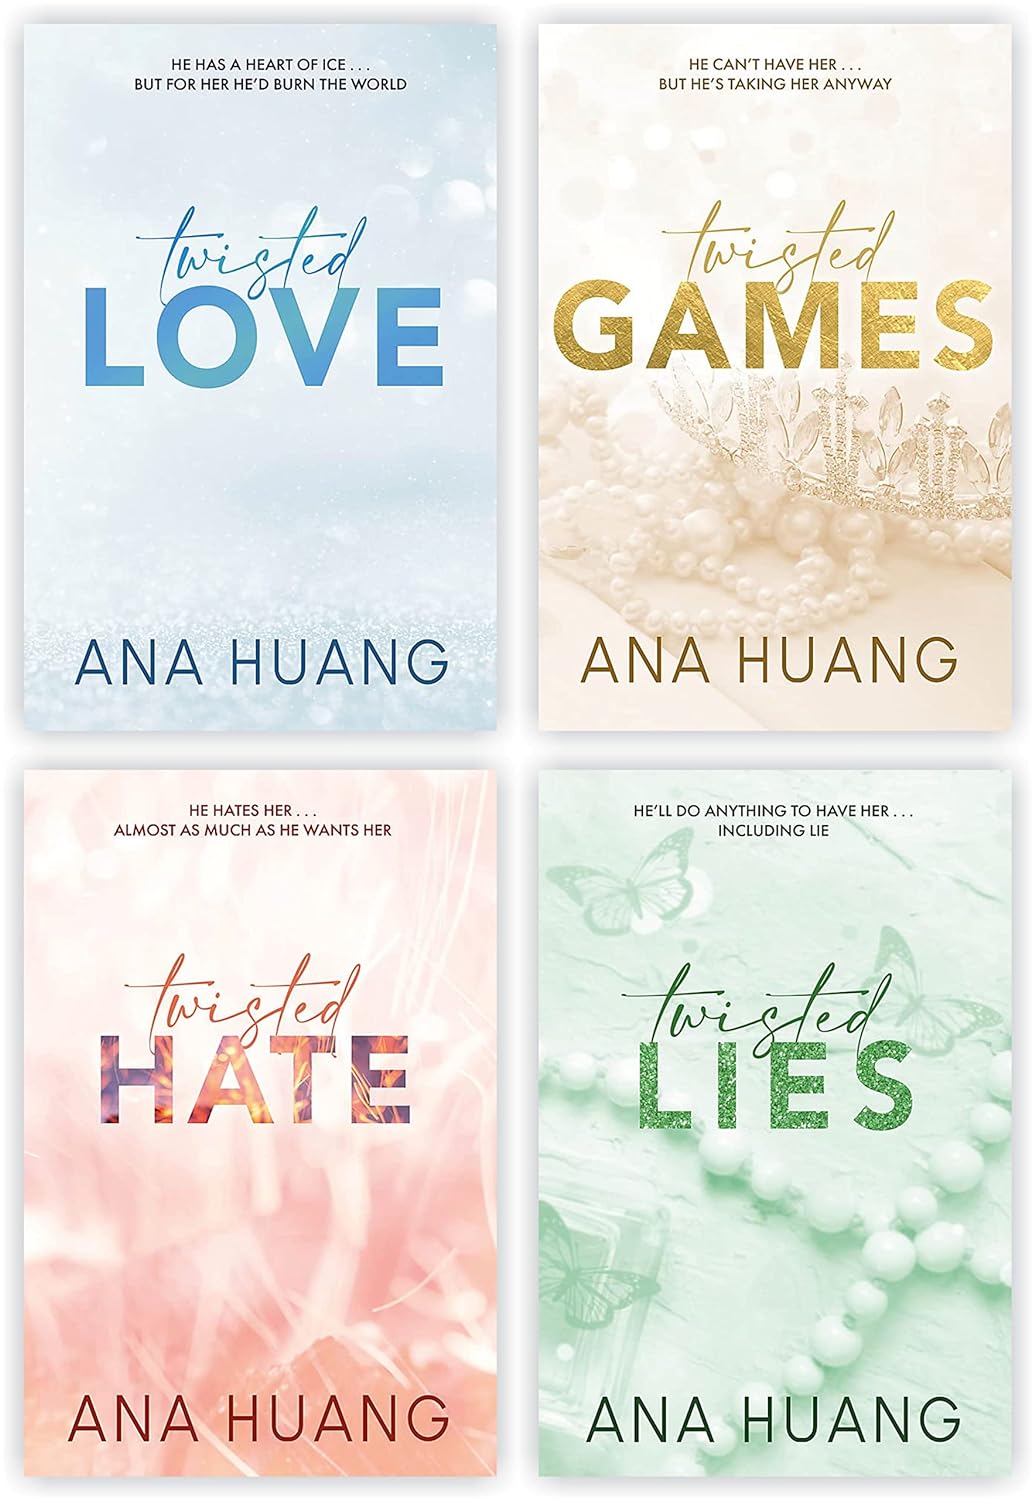 HE HAS A HEART OF ICE . . .
BUT FOR HER HE'D BURN THE WORLD
twisted
LOVE
ANA HUANG
HE CAN'T HAVE HER . . .
BUT HE'S TAKING HER ANYWAY
twisted
GAMES
ANA HUANG
HE HATES HER . . .
ALMOST AS MUCH AS HE WANTS HER
twisted
HATE
ANA HUANG
HE'LL DO ANYTHING TO HAVE HER . . .
INCLUDING LIE
twisted
LIES
ANA HUANG